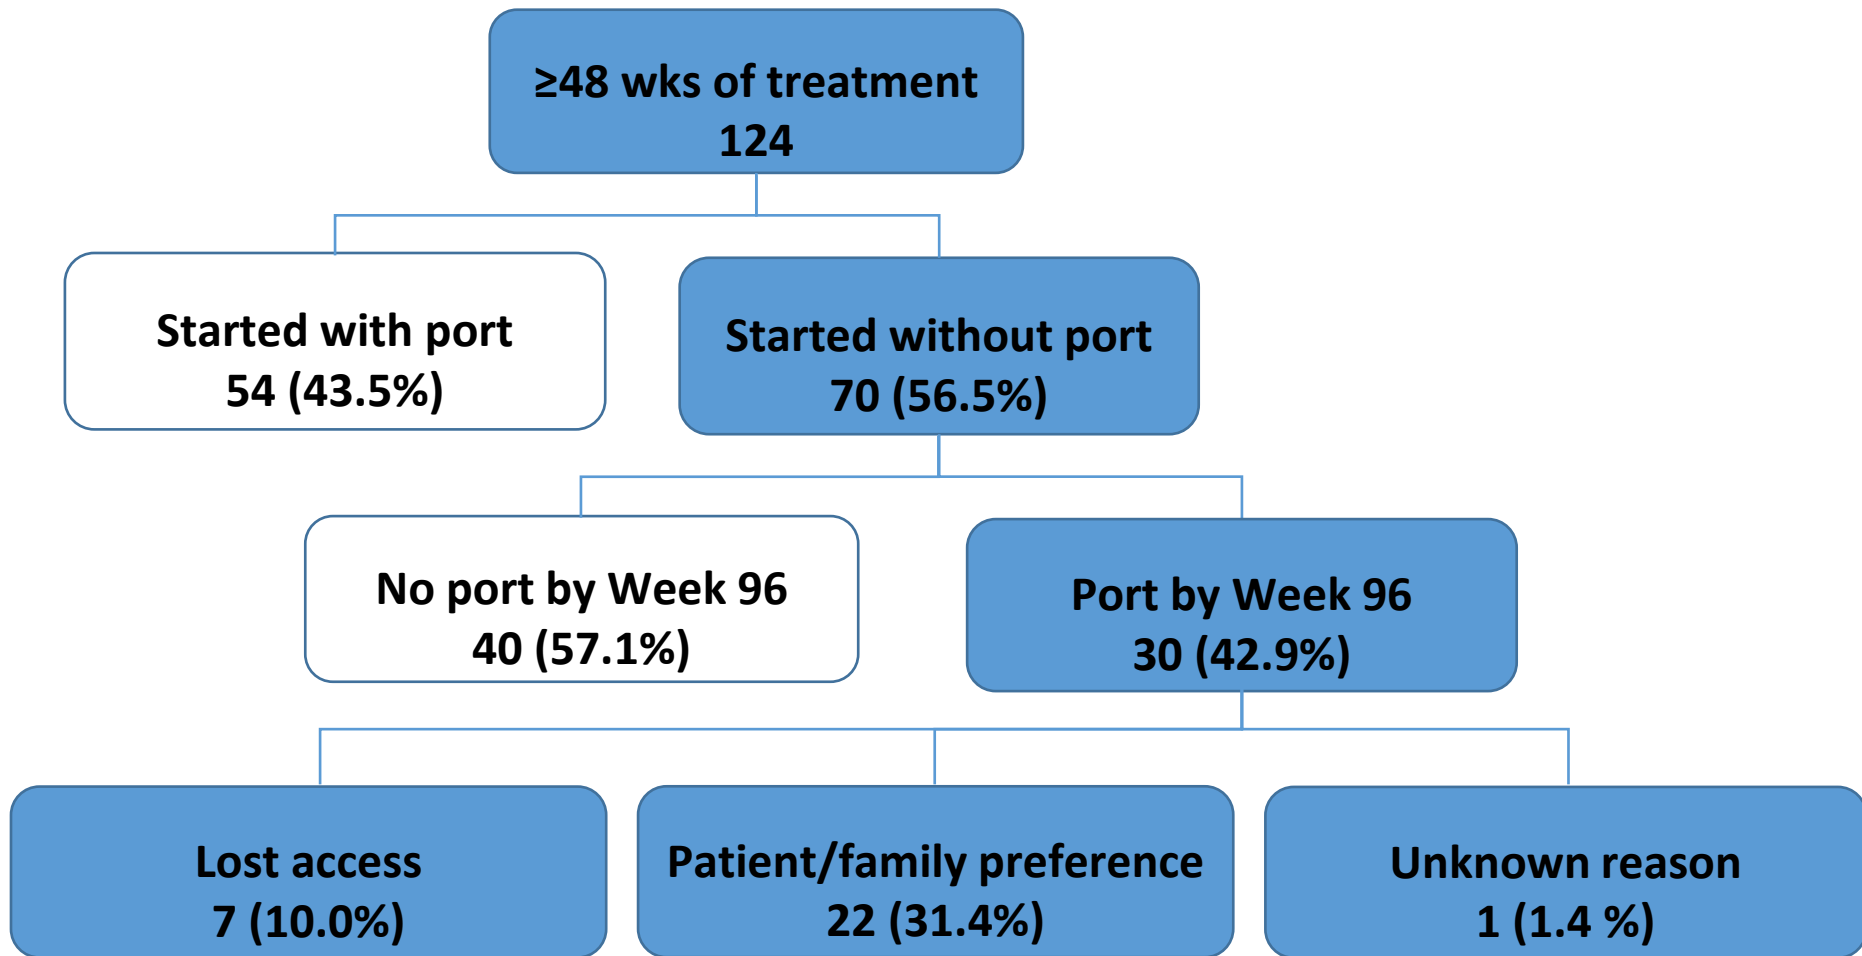 ≥48 wks of treatment
124
Started with port
54 (43.5%)
Started without port
70 (56.5%)
No port by Week 96
40 (57.1%)
Port by Week 96
30 (42.9%)
Lost access
7 (10.0%)
Patient/family preference
22 (31.4%)
Unknown reason
1 (1.4 %)